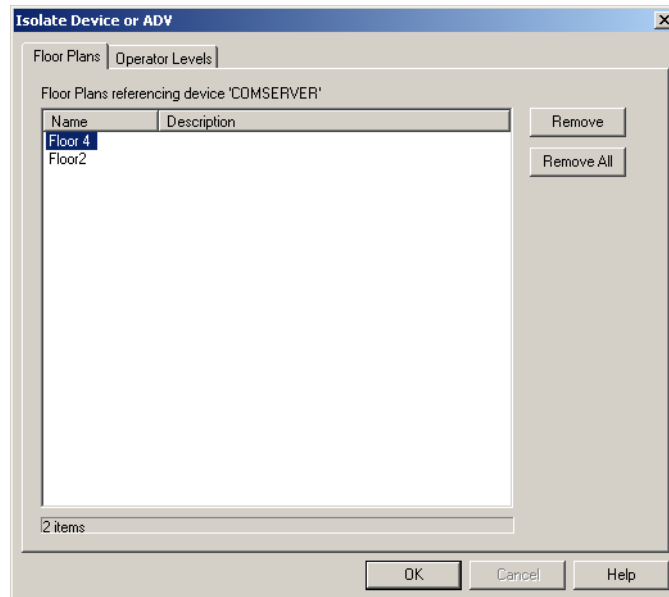 Isolate Device or ADV
Floor Plans Operator Levels
Floor Plans referencing device 'COMSERVER'
Name Description
Floor 4
Floor2
Remove
Remove All
2 items
OK Cancel Help